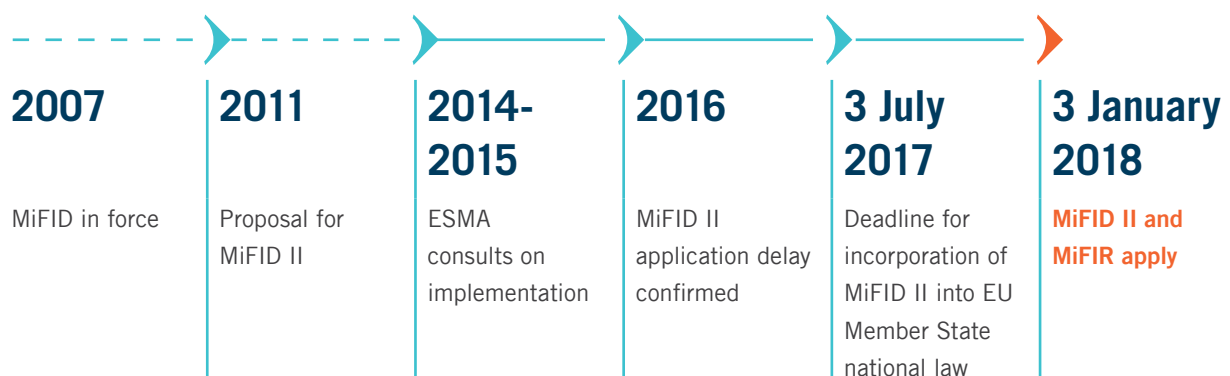 2007
MiFID in force
2011
Proposal for
MiFID II
2014-
2015
ESMA
consults on
implementation
2016
MiFID II
application delay
confirmed
3 July
2017
Deadline for
incorporation of
MiFID II into EU
Member State
national law
3 January
2018
MiFID II and
MiFIR apply